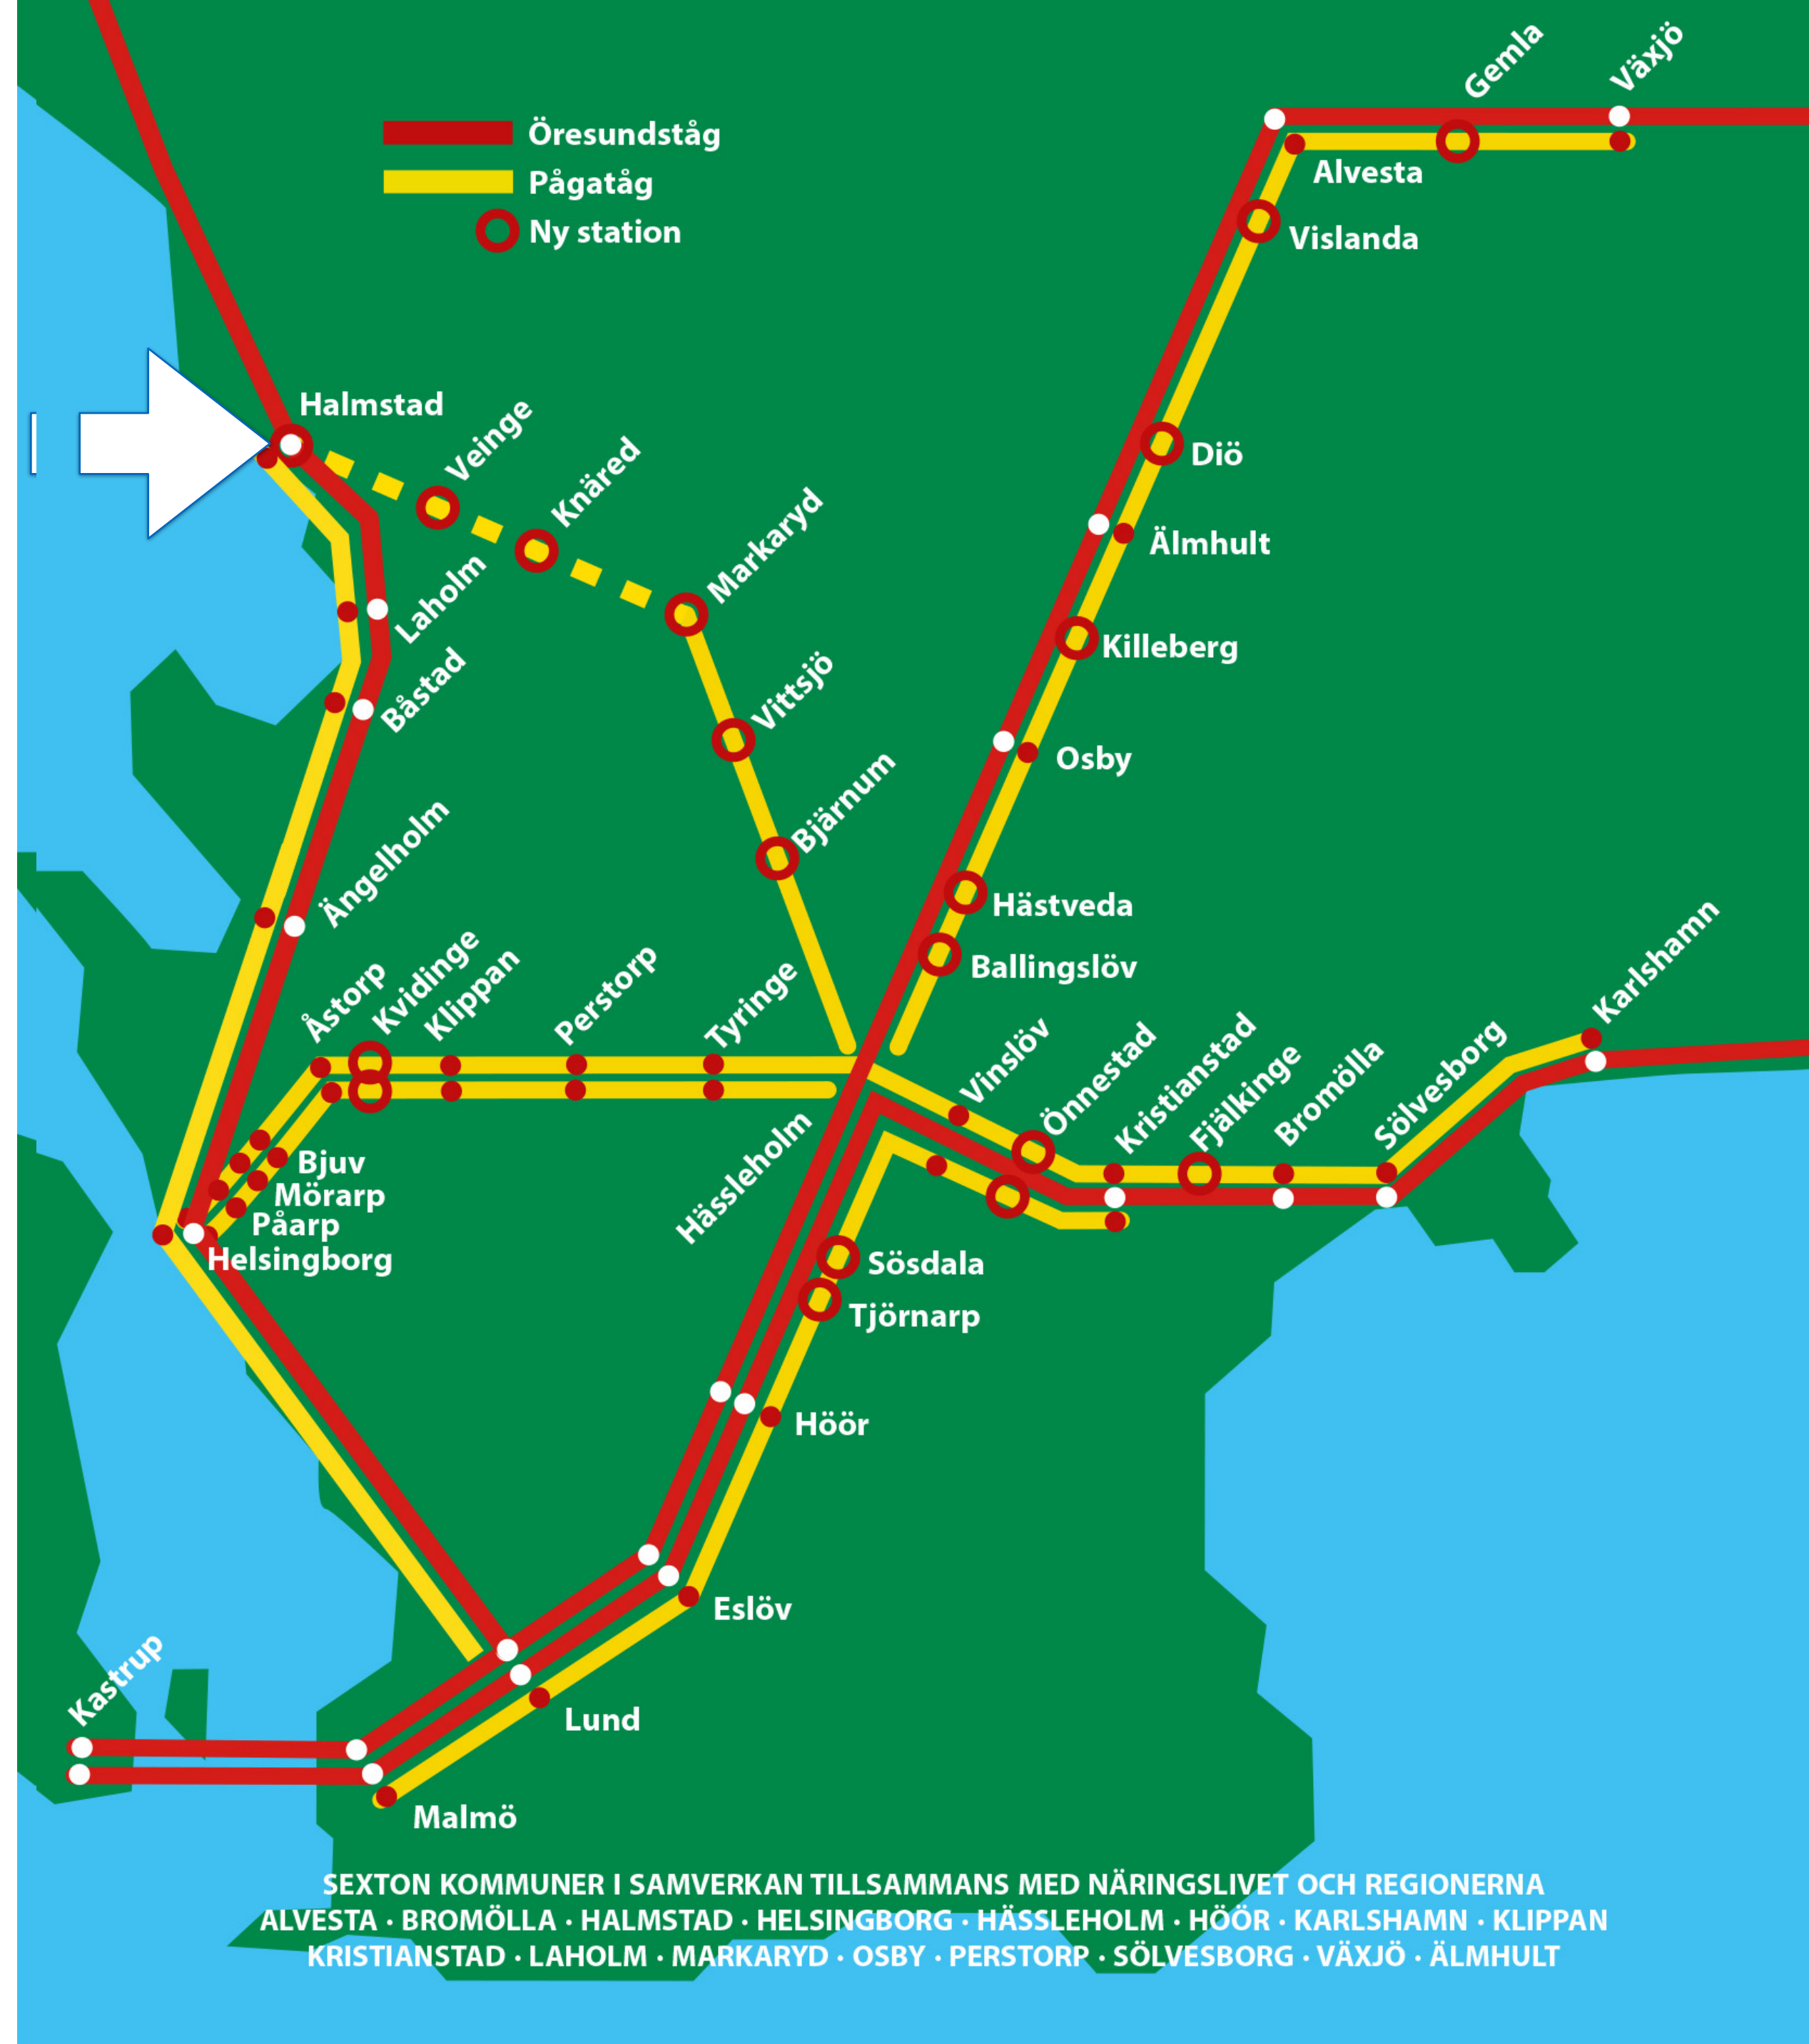 Gemla
Växjö
Öresundståg
Pågatåg
Ny station
Alvesta
Vislanda
Halmstad
Veinge
Knäred
Markaryd
Diö
Älmhult
Laholm
Killeberg
Båstad
Vittsjö
Osby
Bjärnum
Ängelholm
Hästveda
Ballingslöv
Karlshamn
Åstorp
Kvidinge
Klippan
Perstorp
Tyringe
Vinslöv
Önnestad
Kristianstad
Fjälkinge
Bromölla
Sölvesborg
Bjuv
Mörarp
Påarp
Helsingborg
Hässleholm
Sösdala
Tjörnarp
Höör
Eslöv
Kastrup
Lund
Malmö
SEXTON KOMMUNER I SAMVERKAN TILLSAMMANS MED NÄRINGSLIVET OCH REGIONERNA
ALVESTA · BROMÖLLA · HALMSTAD · HELSINGBORG · HÄSSLEHOLM · HÖÖR · KARLSHAMN · KLIPPAN
KRISTIANSTAD · LAHOLM · MARKARYD · OSBY · PERSTORP · SÖLVESBORG · VÄXJÖ · ÄLMHULT